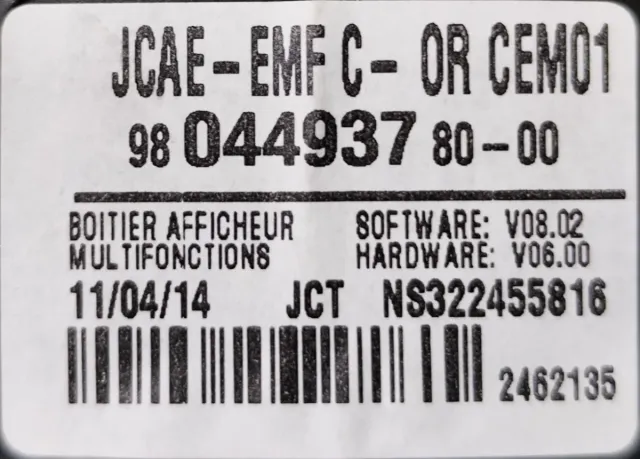 JCAE-EMF C- OR CEM01
98 044937 80-00
BOITIER AFFICHEUR SOFTWARE: V08.02
MULTIFONCTIONS HARDWARE: V06.00
11/04/14 JCT NS322455816
2462135